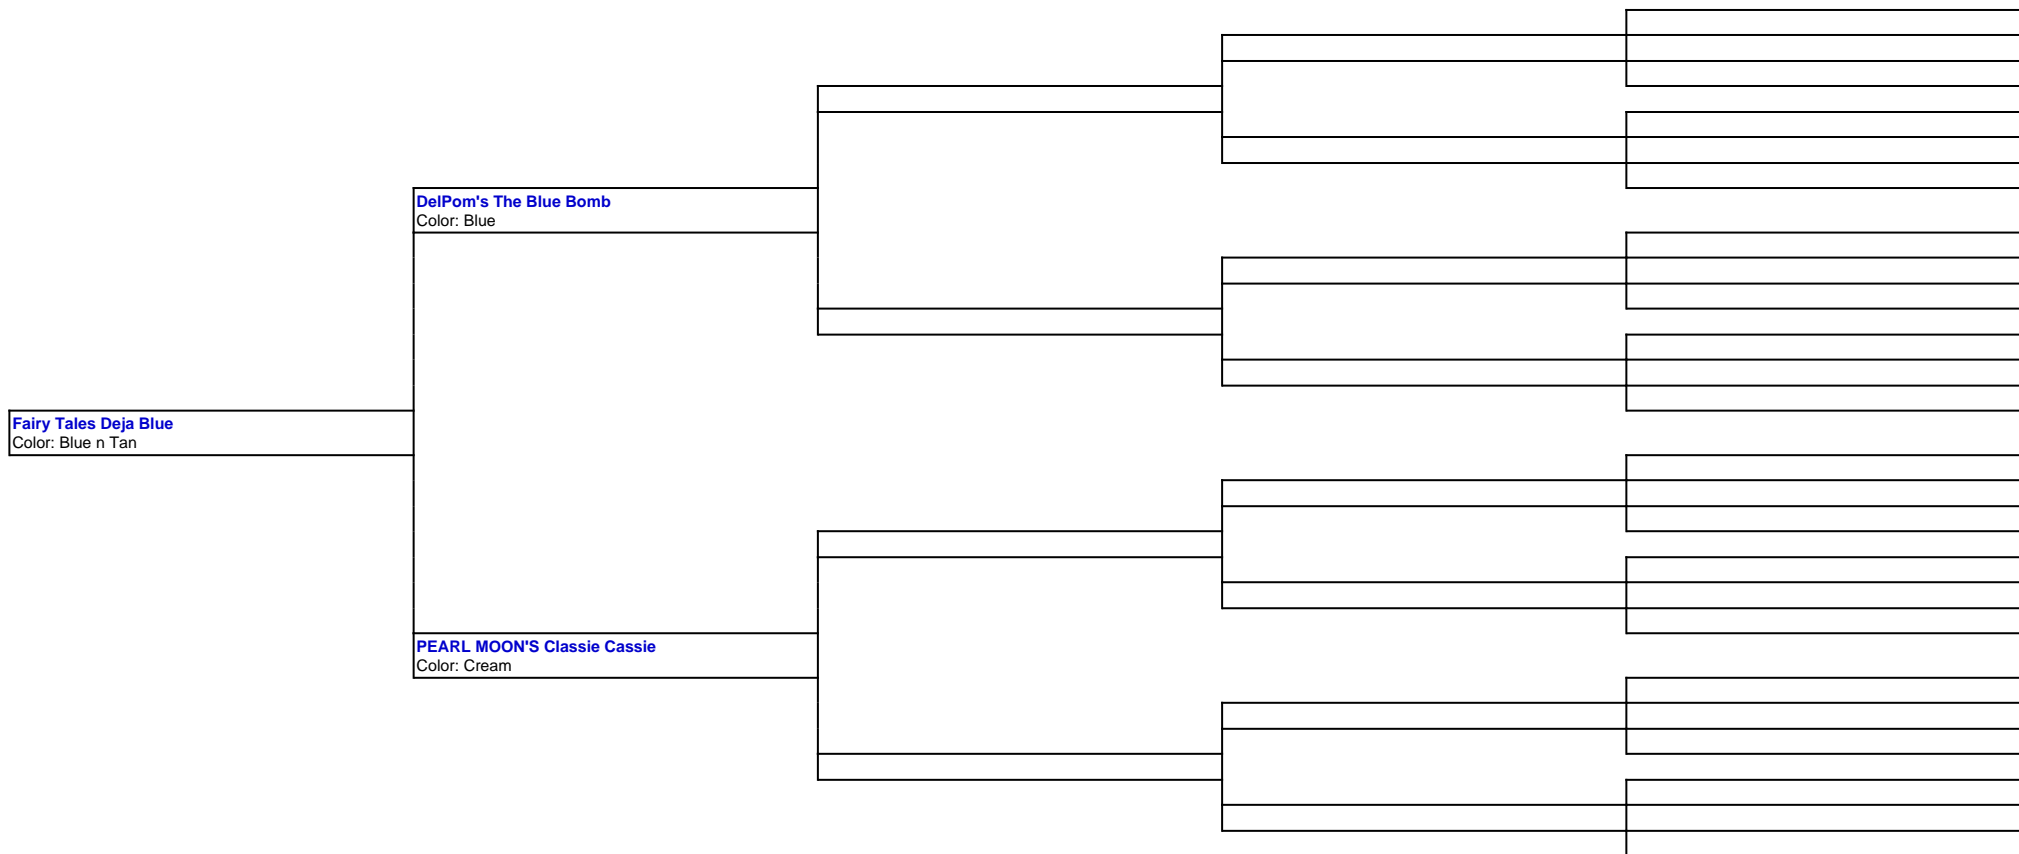 DelPom's The Blue Bomb
Color: Blue
Fairy Tales Deja Blue
Color: Blue n Tan
PEARL MOON'S Classie Cassie
Color: Cream